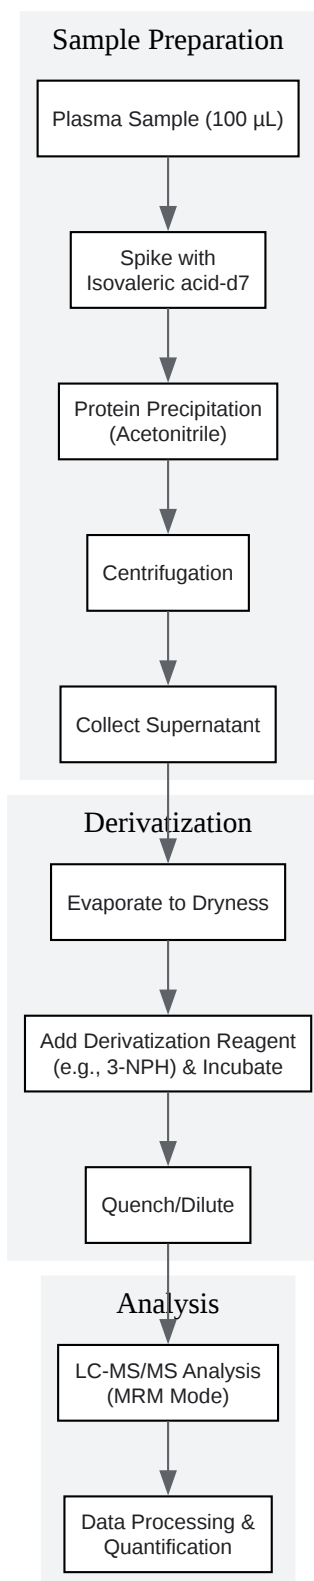 Sample Preparation
Plasma Sample (100 µL)
Spike with
Isovaleric acid-d7
Protein Precipitation
(Acetonitrile)
Centrifugation
Collect Supernatant
Derivatization
Evaporate to Dryness
Add Derivatization Reagent
(e.g., 3-NPH) & Incubate
Quench/Dilute
Analysis
LC-MS/MS Analysis
(MRM Mode)
Data Processing &
Quantification